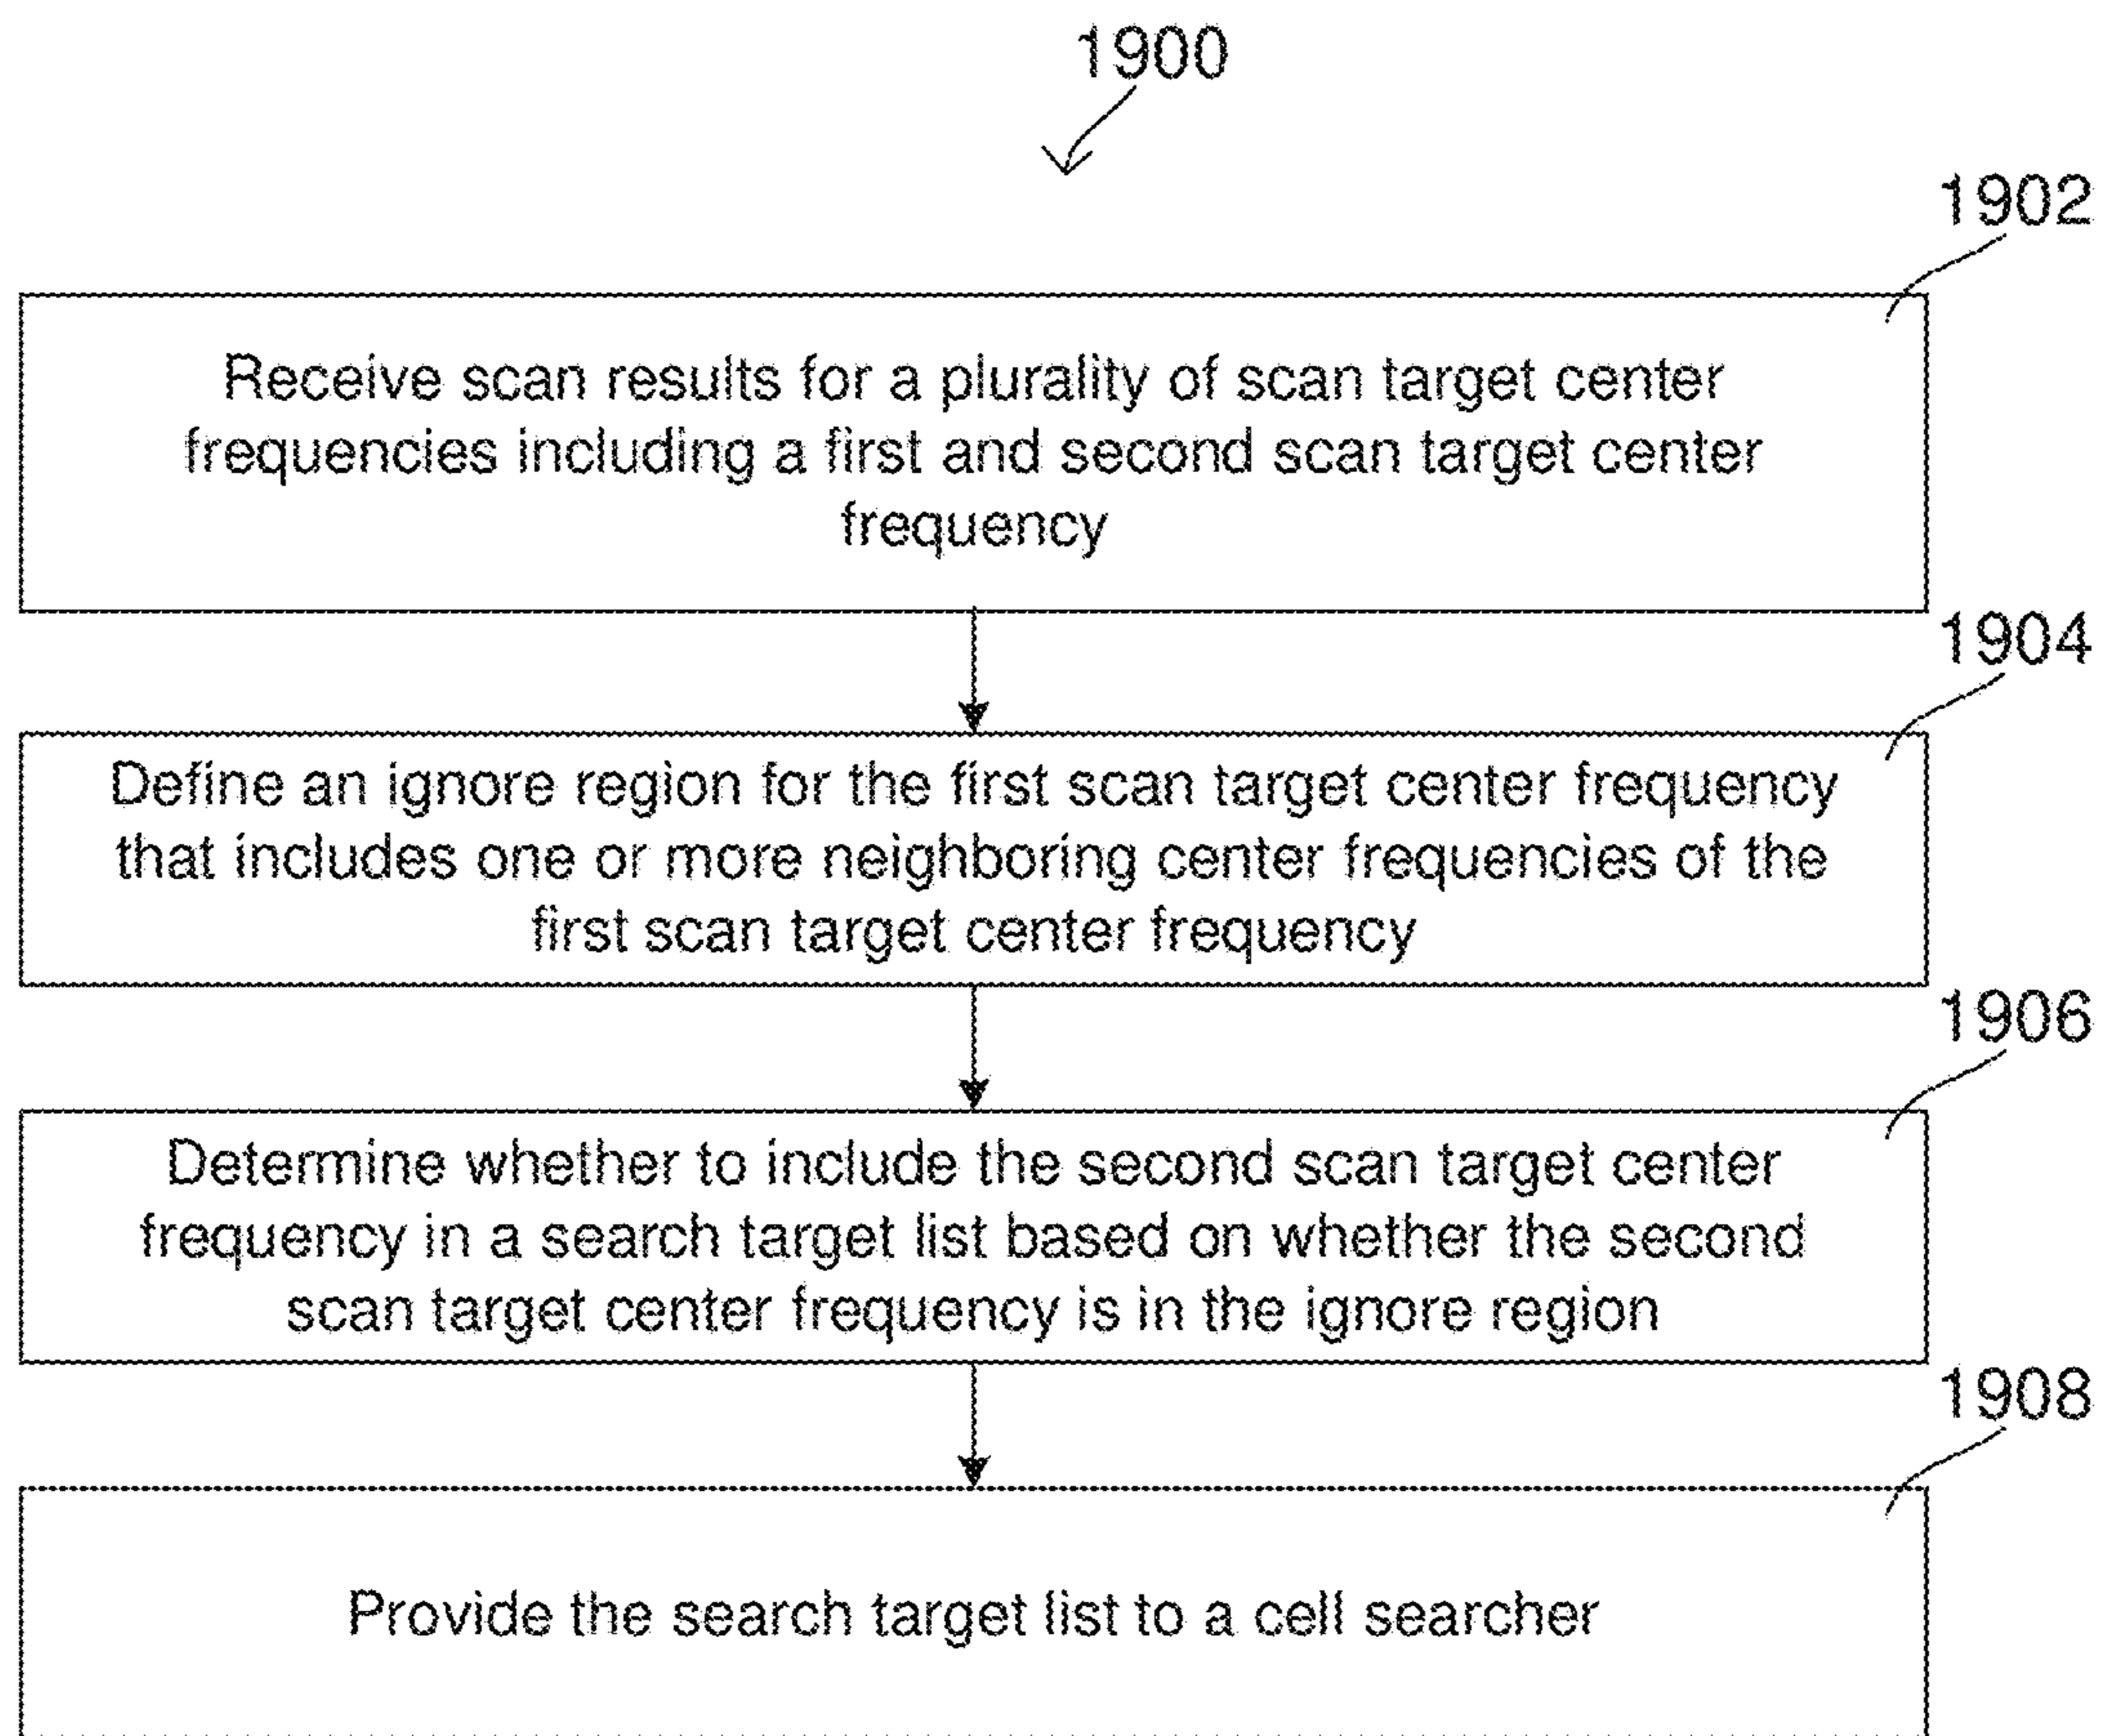 1900
1902
Receive scan results for a plurality of scan target center
frequencies including a first and second scan target center
frequency
1904
Define an ignore region for the first scan target center frequency
that includes one or more neighboring center frequencies of the
first scan target center frequency
1906
Determine whether to include the second scan target center
frequency in a search target list based on whether the second
scan target center frequency is in the ignore region
1908
Provide the search target list to a cell searcher